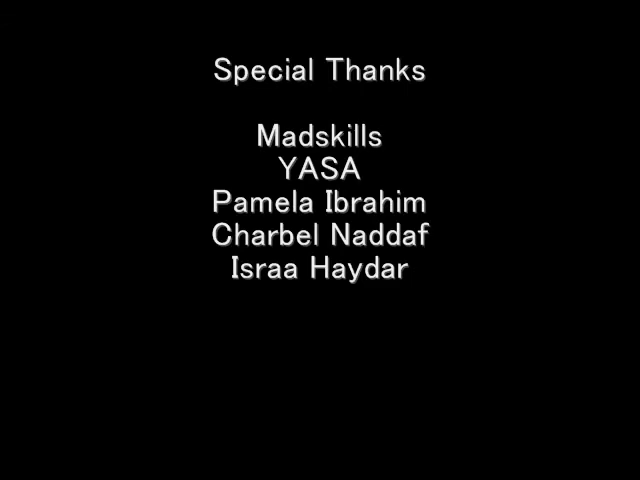 Special Thanks
Madskills
YASA
Pamela Ibrahim
Charbel Naddaf
Israa Haydar